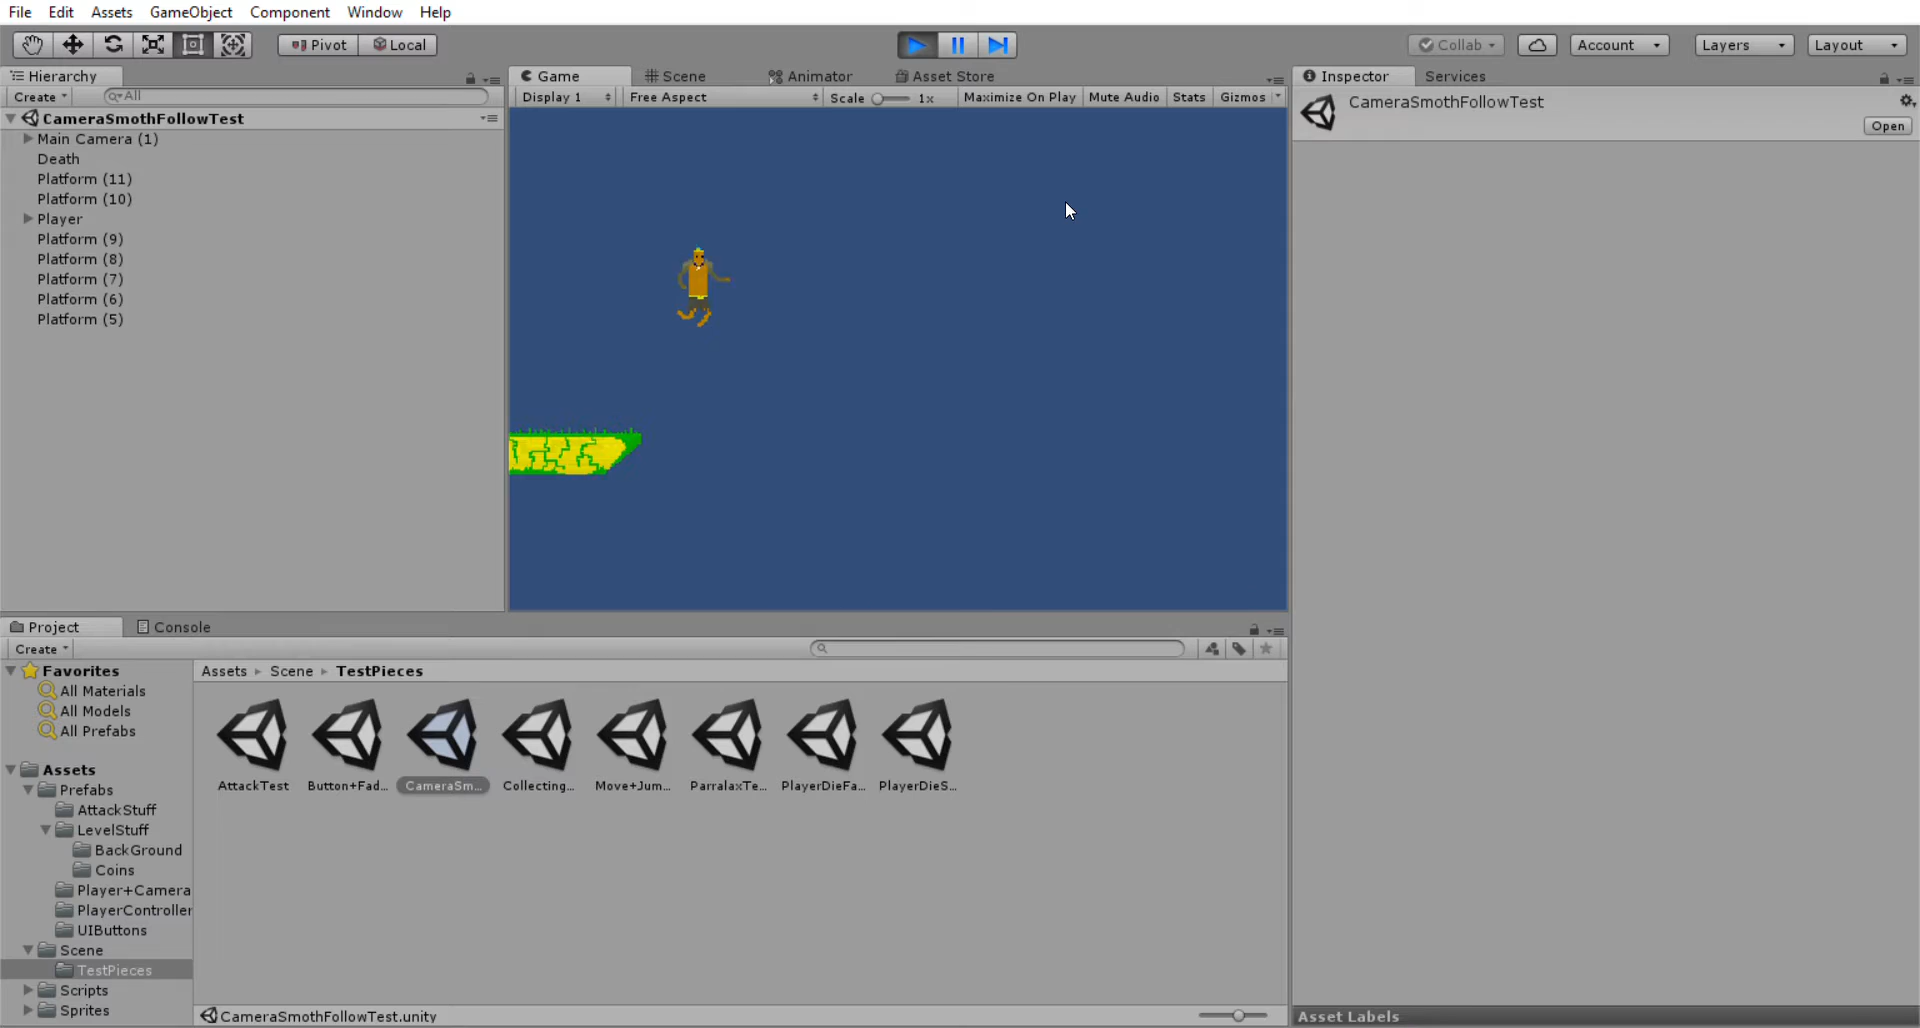 File Edit Assets GameObject Component Window Help
Pivot Local
Collab Account Layers Layout
Hierarchy
Create All
CameraSmothFollowTest
Main Camera (1)
Death
Platform (11)
Platform (10)
Player
Platform (9)
Platform (8)
Platform (7)
Platform (6)
Platform (5)
Game Scene Animator Asset Store
Display 1 Free Aspect Scale 1x Maximize On Play Mute Audio Stats Gizmos
Inspector Services
CameraSmothFollowTest
Open
Project Console
Create
Favorites
All Materials
All Models
All Prefabs
Assets
Prefabs
AttackStuff
LevelStuff
BackGround
Coins
Player+Camera
PlayerController
UIButtons
Scene
TestPieces
Scripts
Sprites
Assets Scene TestPieces
AttackTest Button+Fad... CameraSm... Collecting... Move+Jum... ParralaxTe... PlayerDieFa... PlayerDieS...
CameraSmothFollowTest.unity
Asset Labels